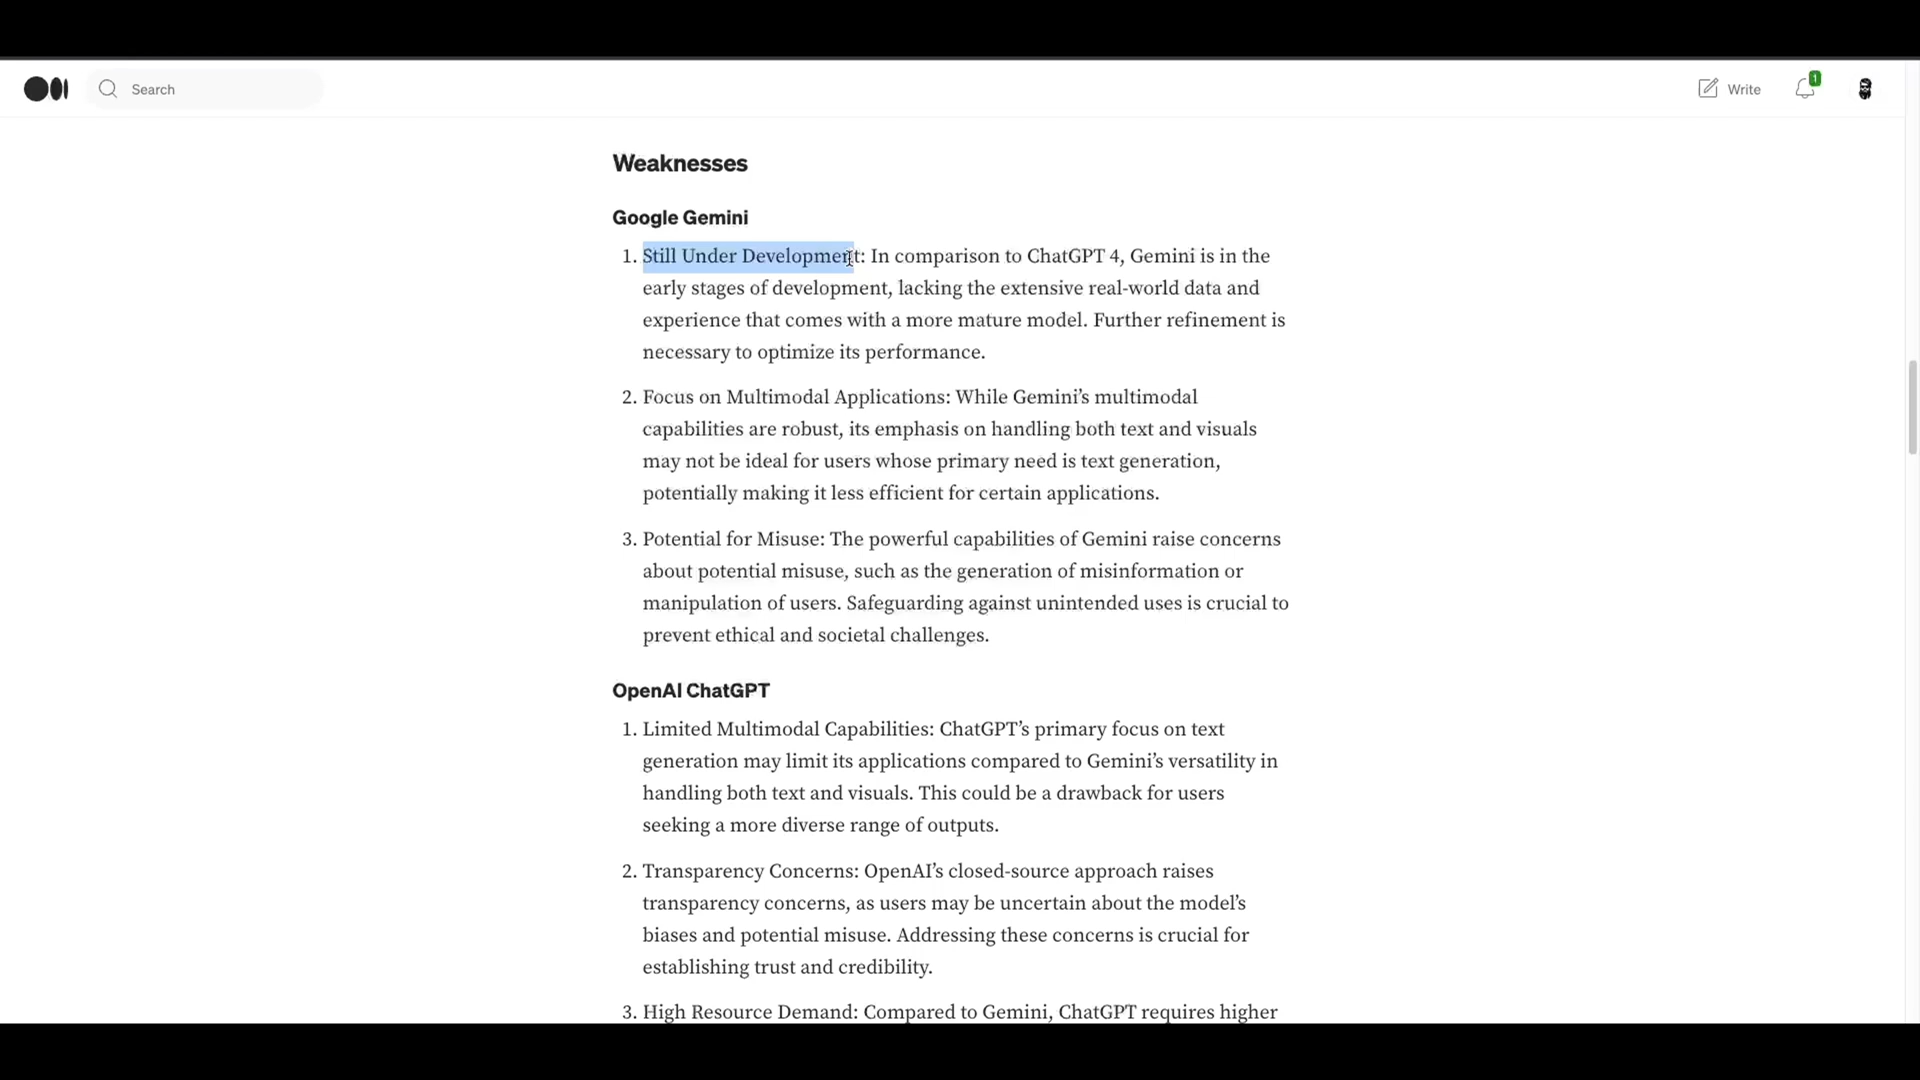 Search
Write
1
Weaknesses
Google Gemini
1. Still Under Development: In comparison to ChatGPT 4, Gemini is in the
early stages of development, lacking the extensive real-world data and
experience that comes with a more mature model. Further refinement is
necessary to optimize its performance.
2. Focus on Multimodal Applications: While Gemini’s multimodal
capabilities are robust, its emphasis on handling both text and visuals
may not be ideal for users whose primary need is text generation,
potentially making it less efficient for certain applications.
3. Potential for Misuse: The powerful capabilities of Gemini raise concerns
about potential misuse, such as the generation of misinformation or
manipulation of users. Safeguarding against unintended uses is crucial to
prevent ethical and societal challenges.
OpenAI ChatGPT
1. Limited Multimodal Capabilities: ChatGPT’s primary focus on text
generation may limit its applications compared to Gemini’s versatility in
handling both text and visuals. This could be a drawback for users
seeking a more diverse range of outputs.
2. Transparency Concerns: OpenAI’s closed-source approach raises
transparency concerns, as users may be uncertain about the model’s
biases and potential misuse. Addressing these concerns is crucial for
establishing trust and credibility.
3. High Resource Demand: Compared to Gemini, ChatGPT requires higher